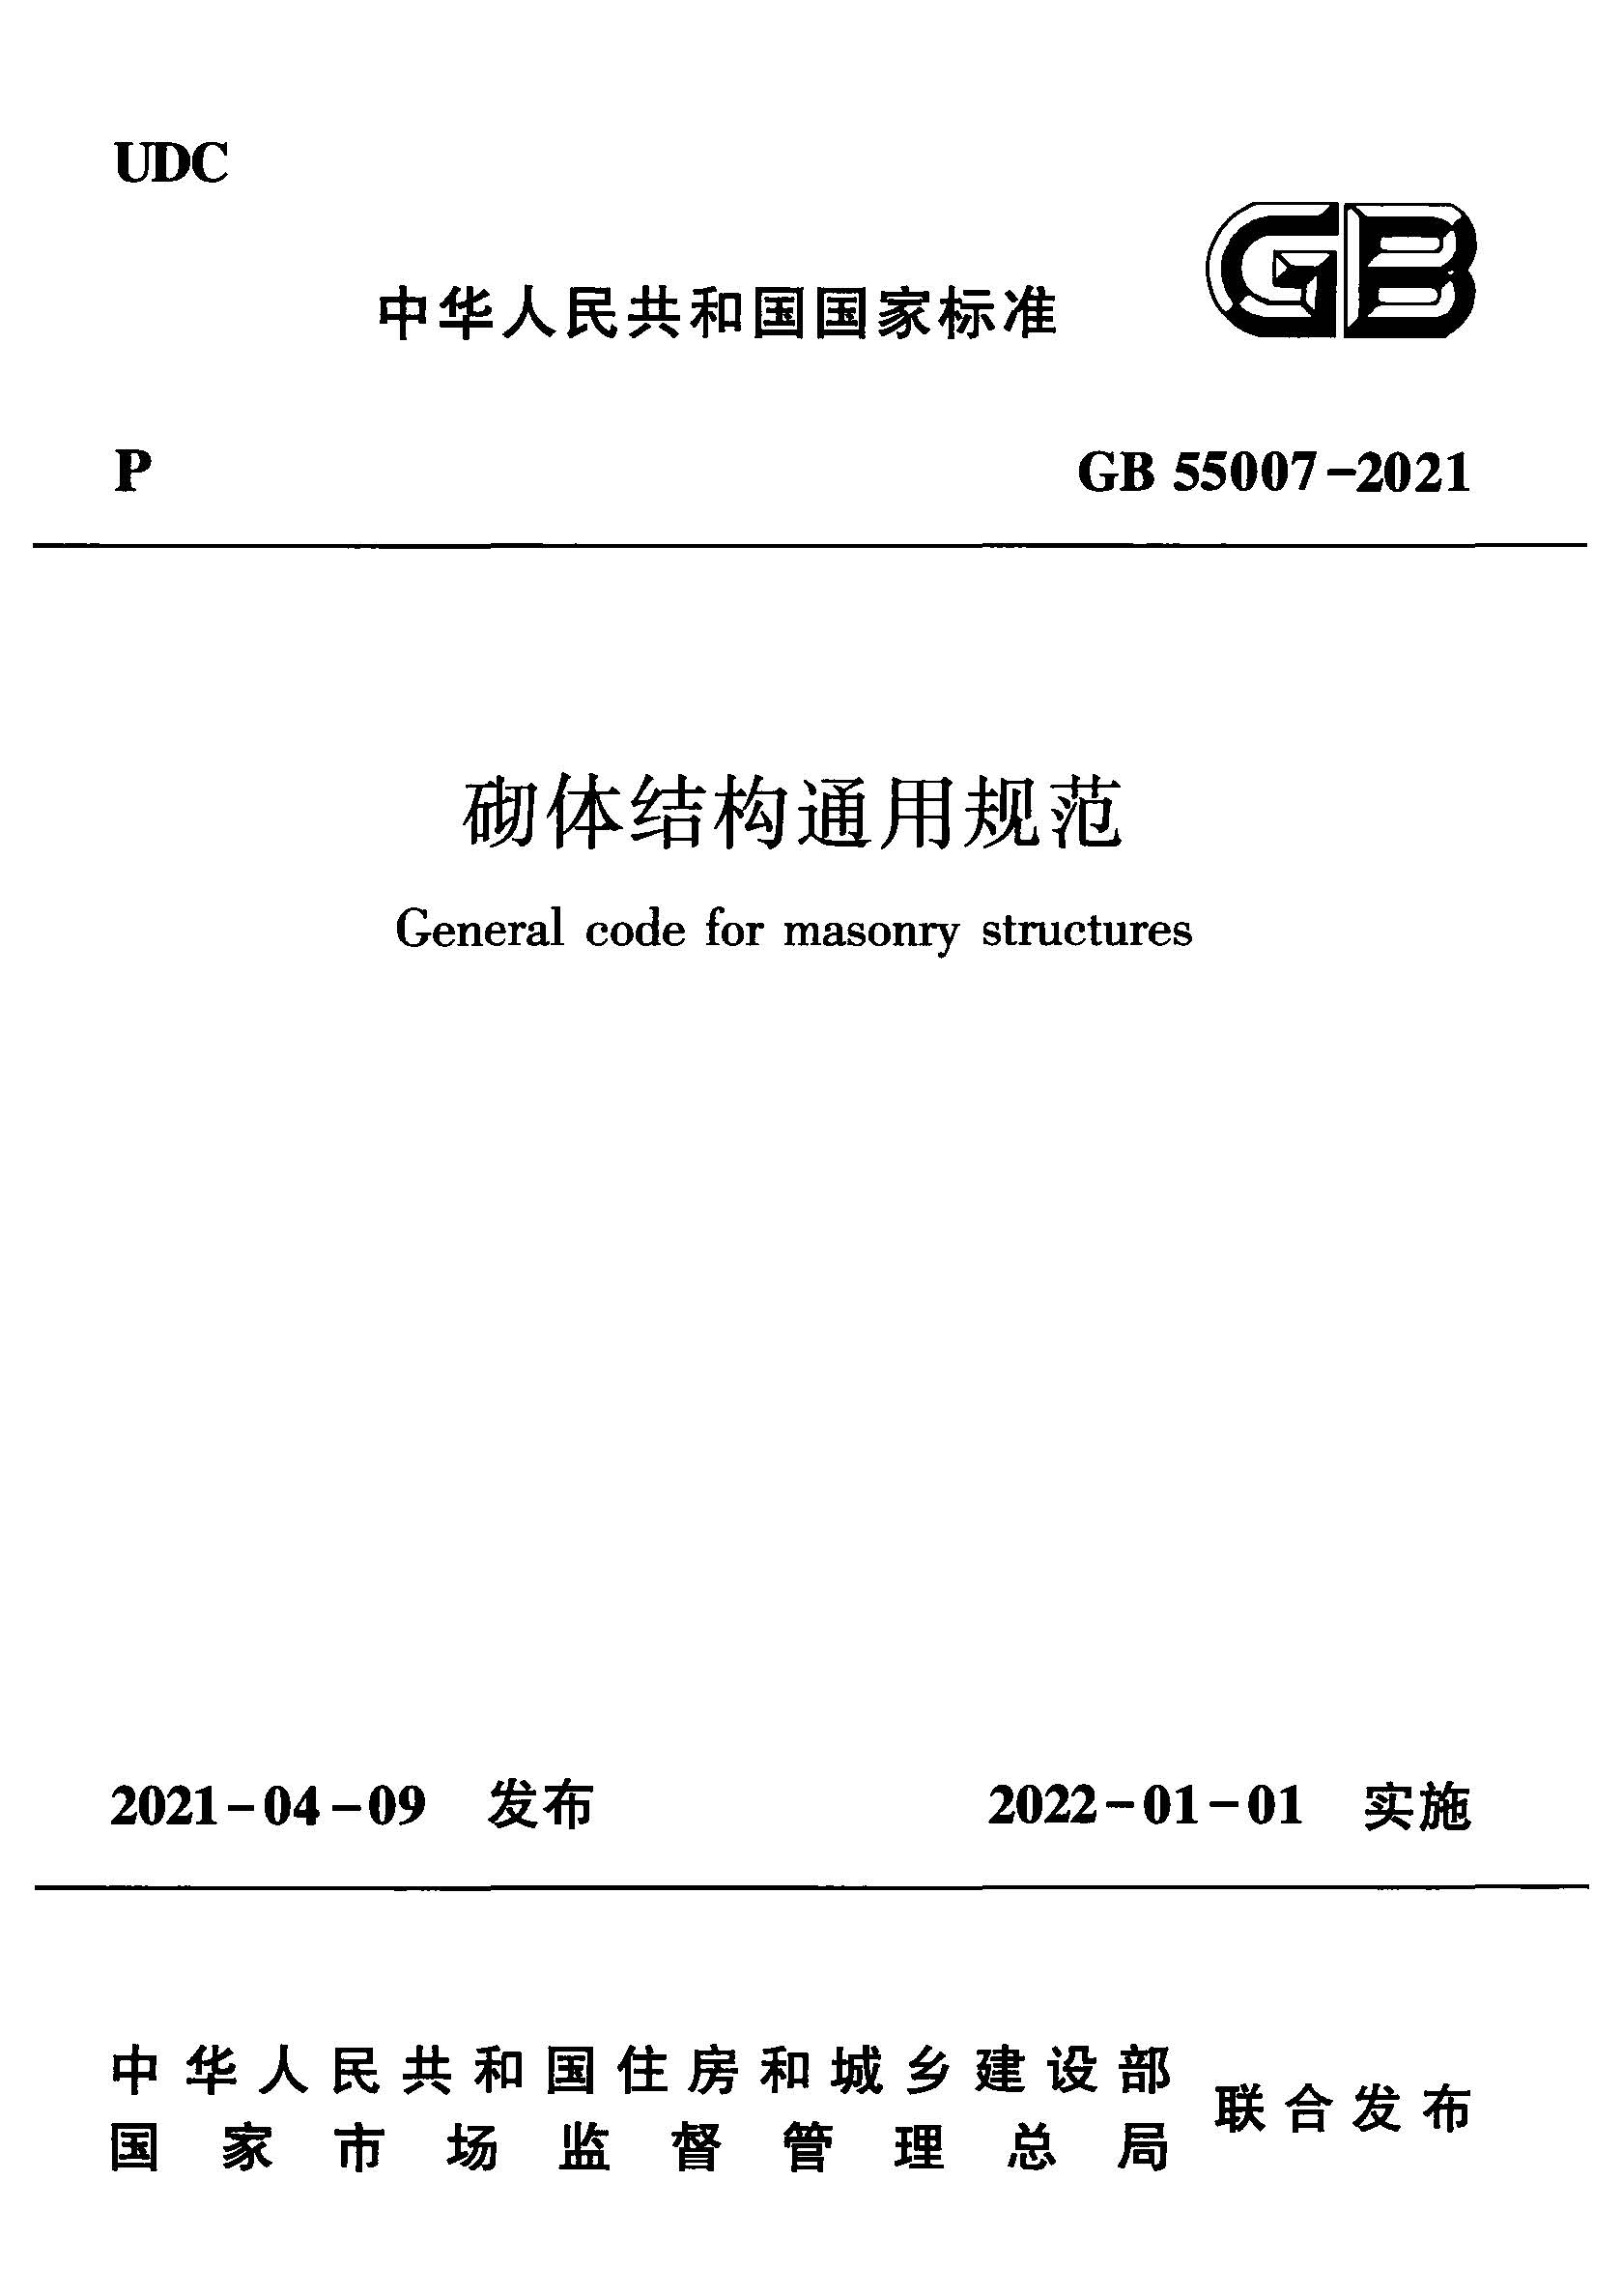 UDC
GB
中华人民共和国国家标准
P
GB 55007-2021
砌体结构通用规范
General code for masonry structures
2021-04-09 发布
2022-01-01 实施
中华人民共和国住房和城乡建设部
国家市场监督管理总局
联合发布